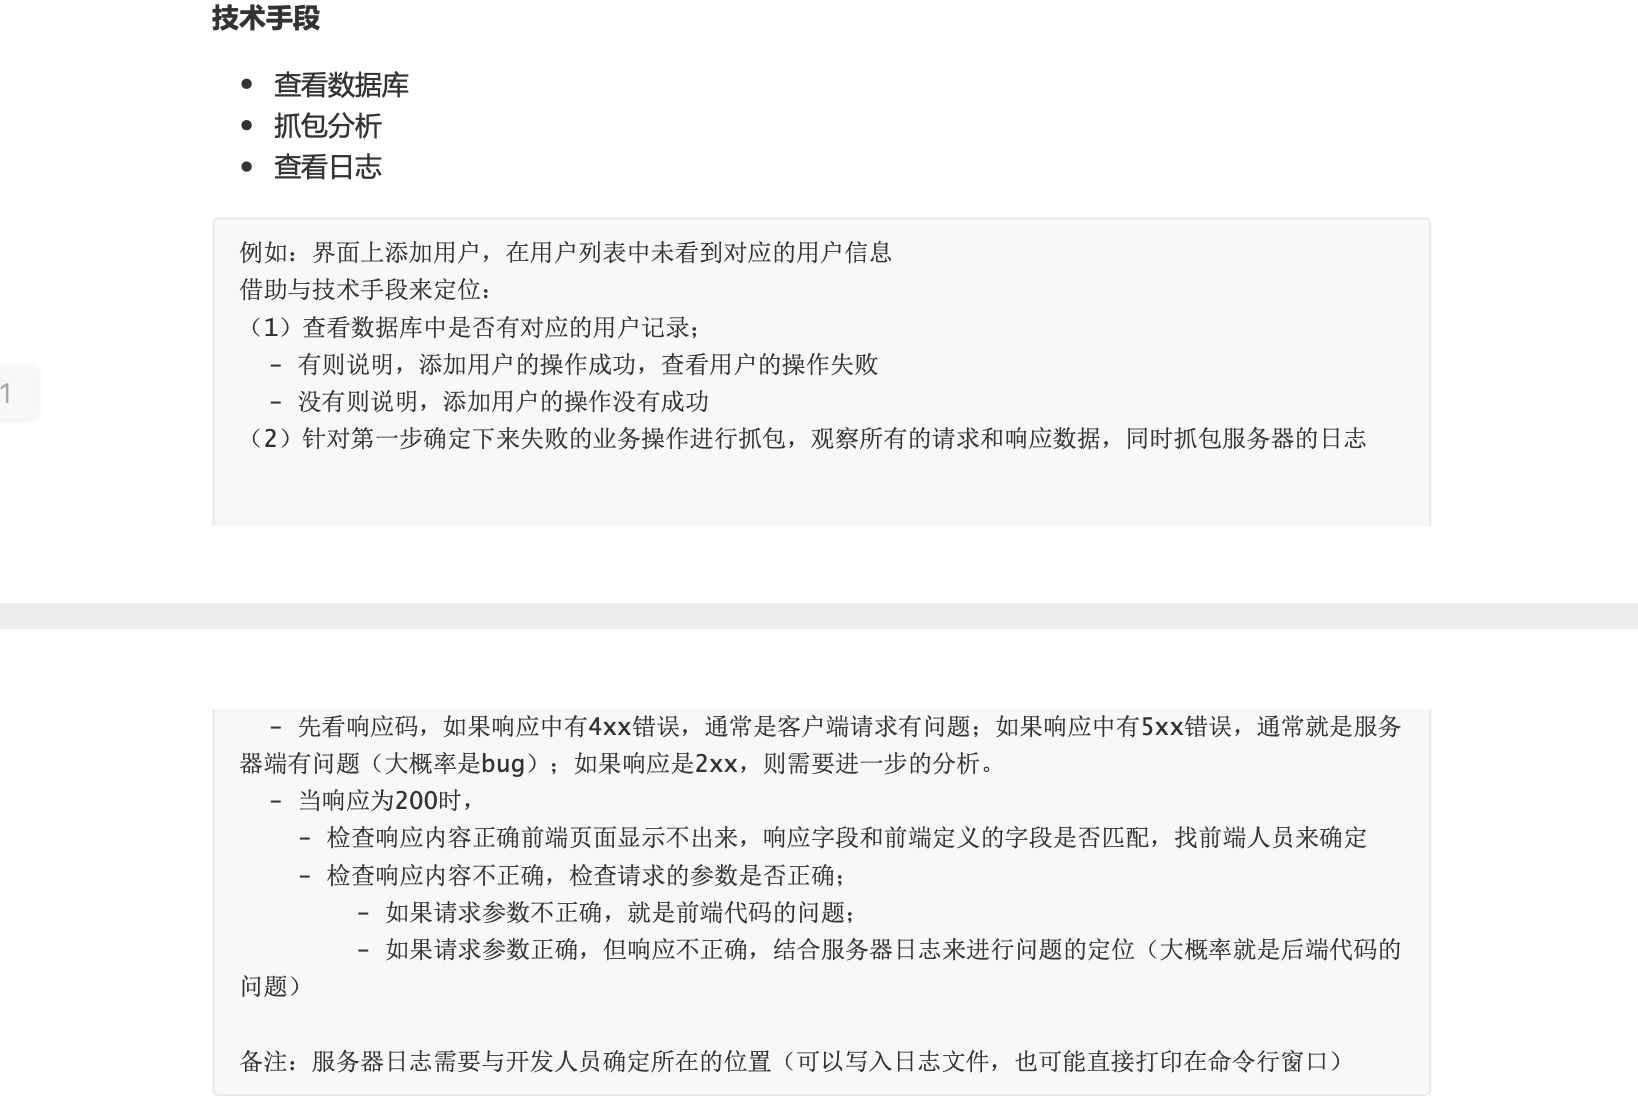 技术手段
• 查看数据库
• 抓包分析
• 查看日志
例如：界面上添加用户，在用户列表中未看到对应的用户信息
借助与技术手段来定位：
（1）查看数据库中是否有对应的用户记录；
- 有则说明，添加用户的操作成功，查看用户的操作失败
- 没有则说明，添加用户的操作没有成功
1
（2）针对第一步确定下来失败的业务操作进行抓包，观察所有的请求和响应数据，同时抓包服务器的日志
- 先看响应码，如果响应中有4xx错误，通常是客户端请求有问题；如果响应中有5xx错误，通常就是服务
器端有问题（大概率是bug）；如果响应是2xx，则需要进一步的分析。
- 当响应为200时，
- 检查响应内容正确前端页面显示不出来，响应字段和前端定义的字段是否匹配，找前端人员来确定
- 检查响应内容不正确，检查请求的参数是否正确；
- 如果请求参数不正确，就是前端代码的问题；
- 如果请求参数正确，但响应不正确，结合服务器日志来进行问题的定位（大概率就是后端代码的
问题）
备注：服务器日志需要与开发人员确定所在的位置（可以写入日志文件，也可能直接打印在命令行窗口）